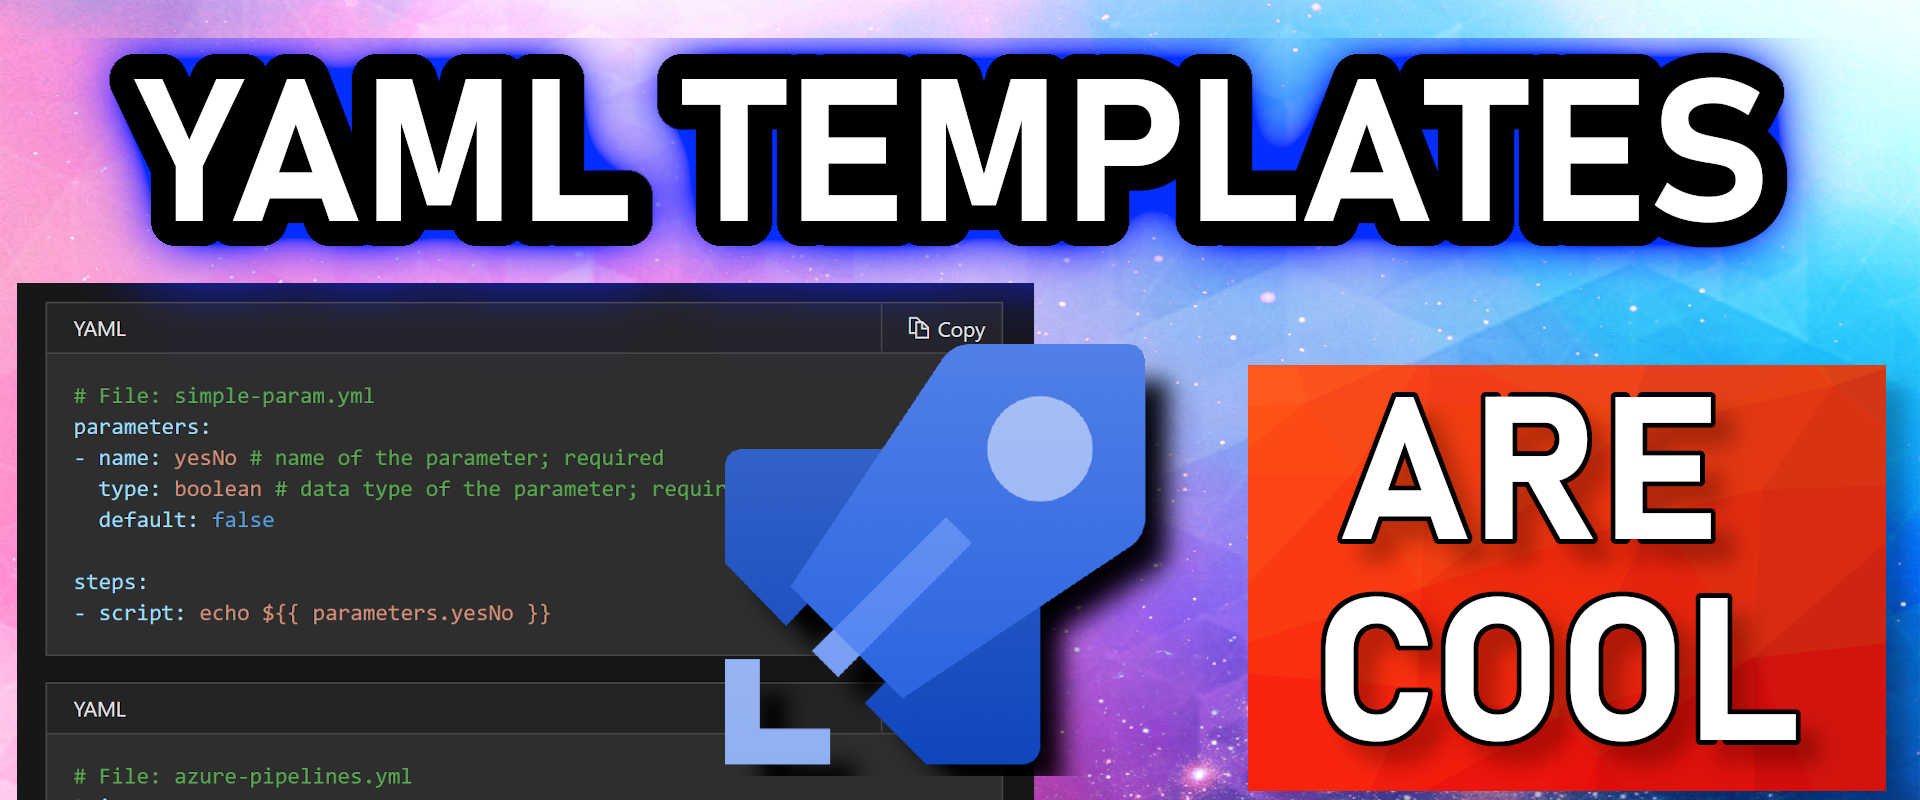 YAML TEMPLATES
YAML
Copy
# File: simple-param.yml
parameters:
- name: yesNo # name of the parameter; required
  type: boolean # data type of the parameter;
  default: false
steps:
- script: echo ${{ parameters.yesNo }}
YAML
# File: azure-pipelines.yml
ARE
COOL